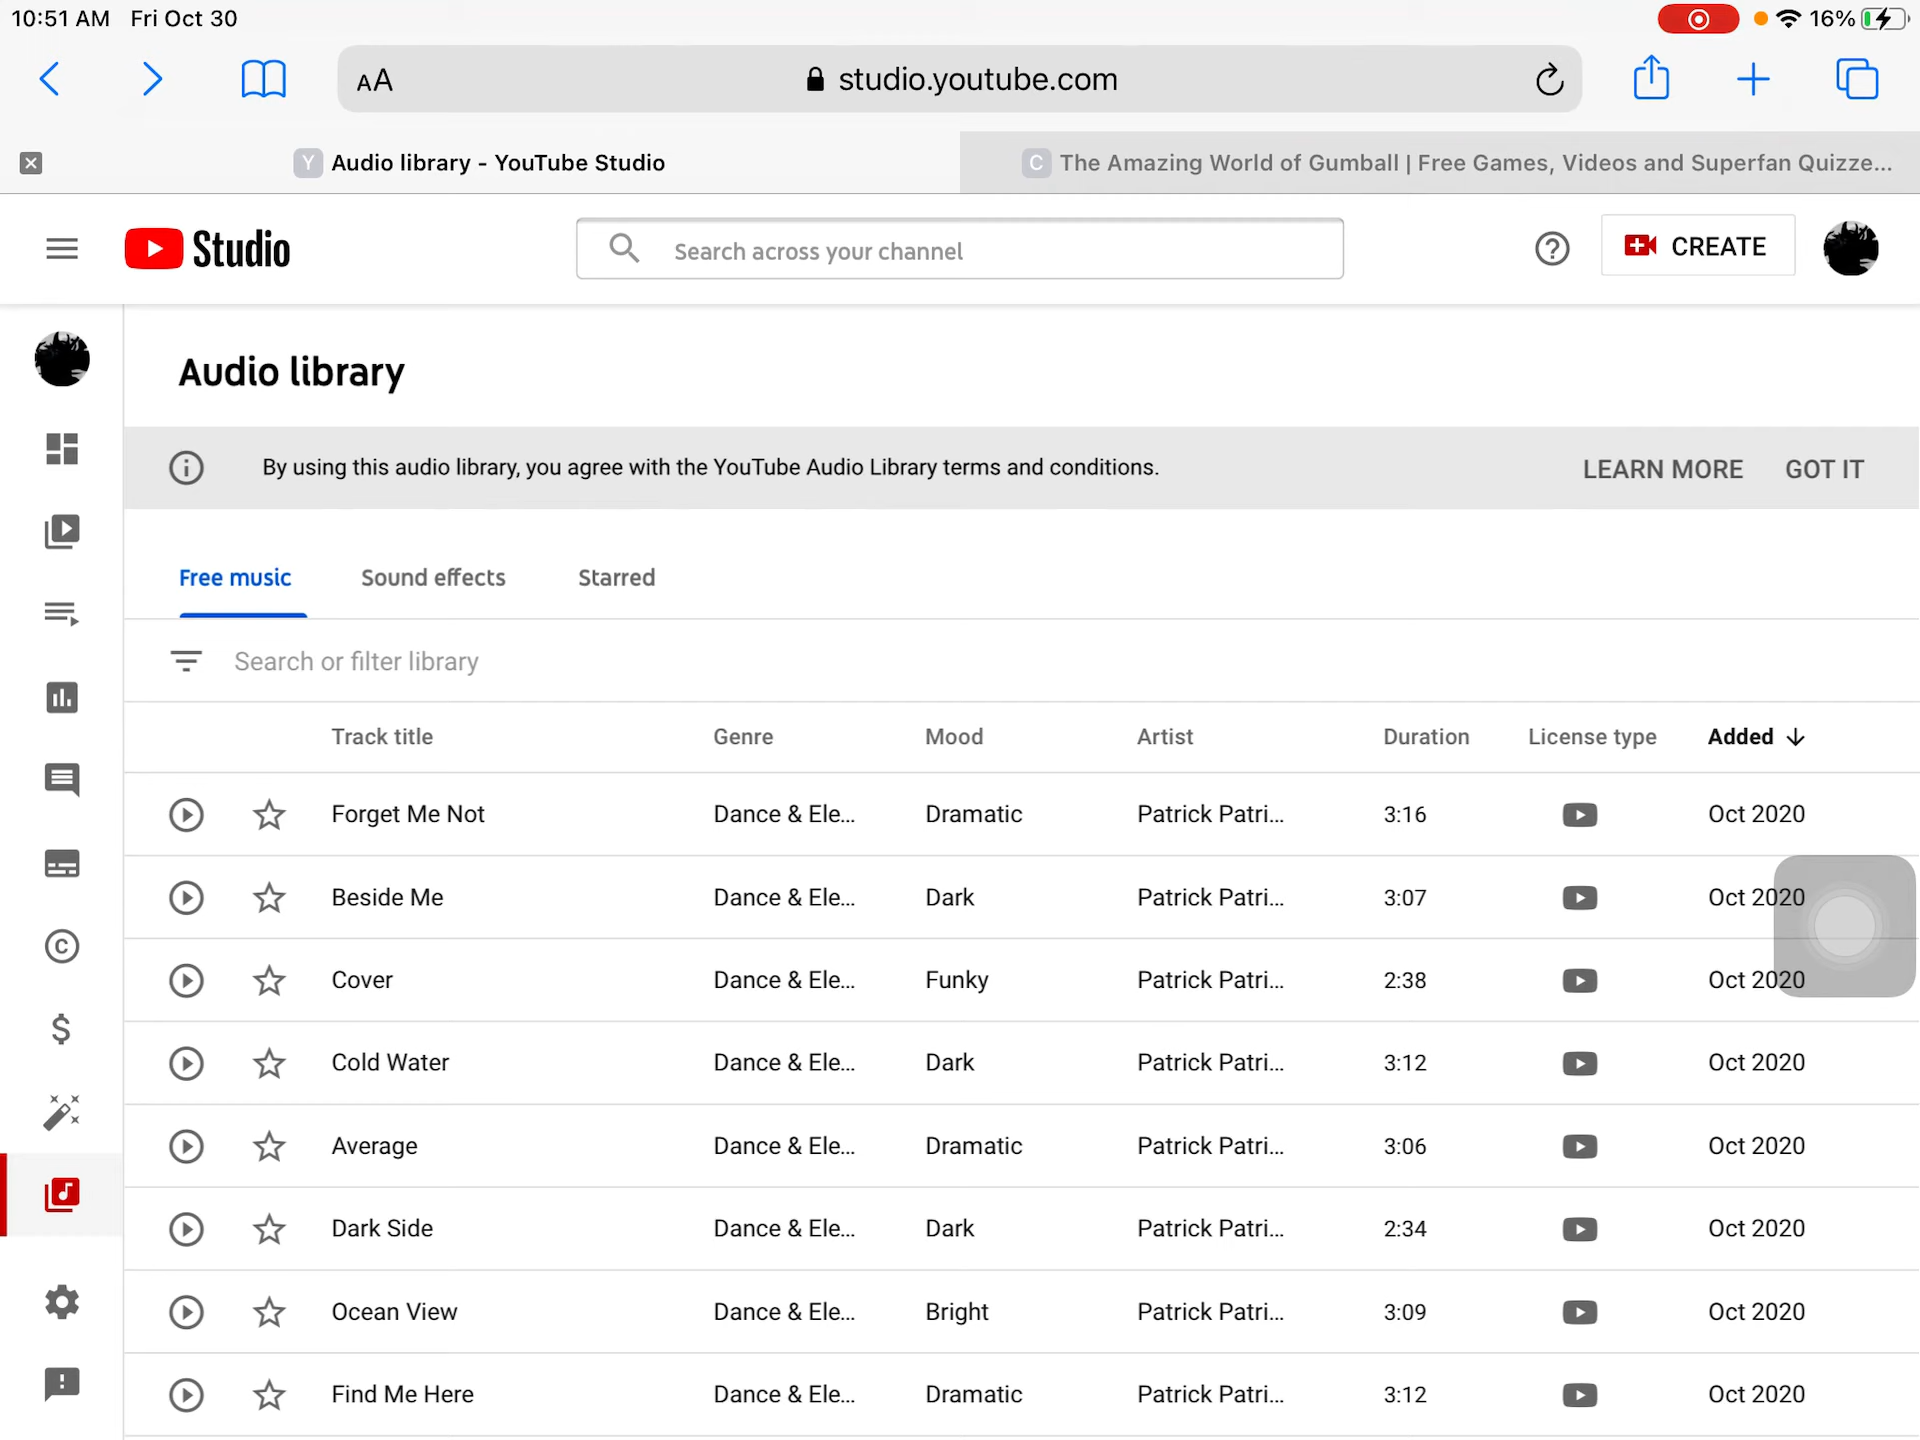 10:51 AM Fri Oct 30 16%
AA studio.youtube.com
Y Audio library - YouTube Studio C The Amazing World of Gumball | Free Games, Videos and Superfan Quizze...
Studio Search across your channel CREATE
Audio library
By using this audio library, you agree with the YouTube Audio Library terms and conditions. LEARN MORE GOT IT
Free music Sound effects Starred
Search or filter library
Track title Genre Mood Artist Duration License type Added
Forget Me Not Dance & Ele... Dramatic Patrick Patri... 3:16 Oct 2020
Beside Me Dance & Ele... Dark Patrick Patri... 3:07 Oct 2020
Cover Dance & Ele... Funky Patrick Patri... 2:38 Oct 2020
Cold Water Dance & Ele... Dark Patrick Patri... 3:12 Oct 2020
Average Dance & Ele... Dramatic Patrick Patri... 3:06 Oct 2020
Dark Side Dance & Ele... Dark Patrick Patri... 2:34 Oct 2020
Ocean View Dance & Ele... Bright Patrick Patri... 3:09 Oct 2020
Find Me Here Dance & Ele... Dramatic Patrick Patri... 3:12 Oct 2020